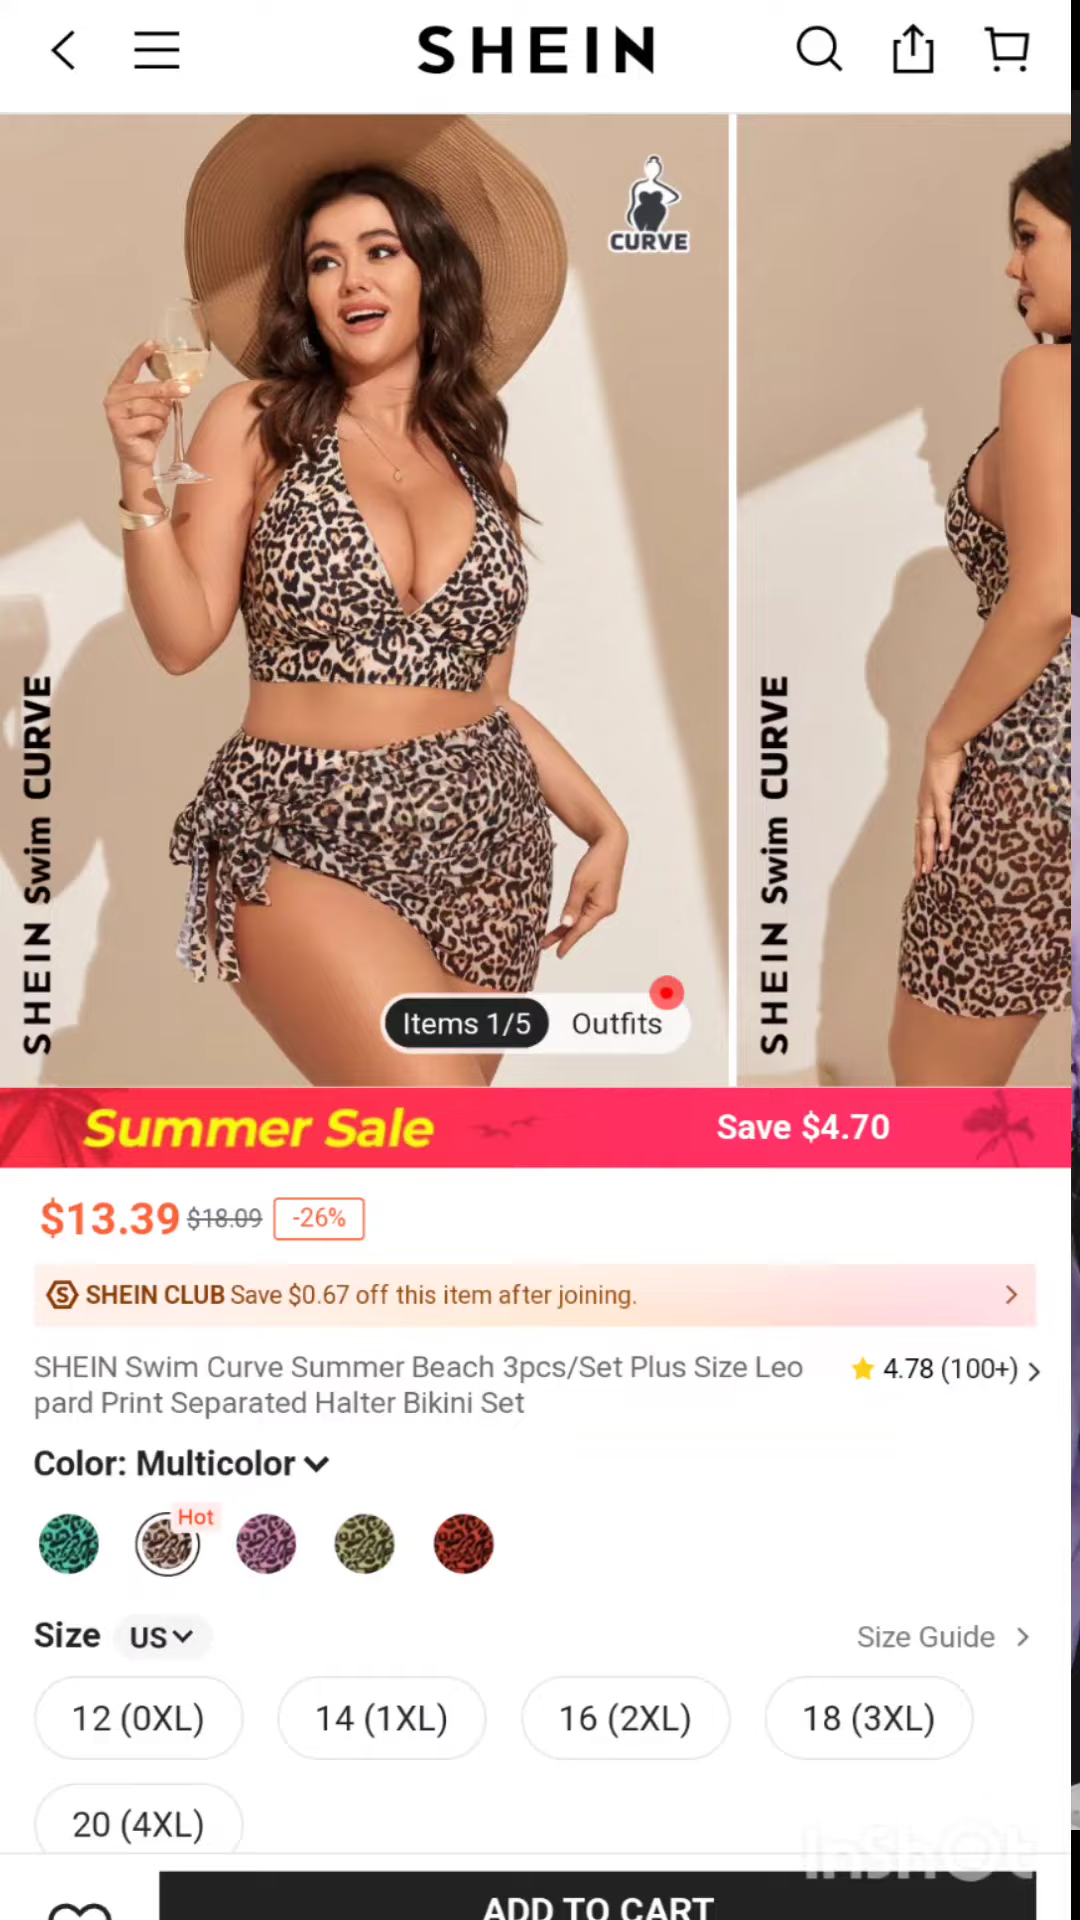 SHEIN
CURVE
SHEIN Swim CURVE
SHEIN Swim CURVE
Items 1/5
Outfits
Summer Sale
Save $4.70
$13.39 $18.09 -26%
SHEIN CLUB Save $0.67 off this item after joining.
SHEIN Swim Curve Summer Beach 3pcs/Set Plus Size Leo
pard Print Separated Halter Bikini Set
4.78 (100+)
Color: Multicolor
Hot
Size US
Size Guide
12 (0XL)
14 (1XL)
16 (2XL)
18 (3XL)
20 (4XL)
InShOt
ADD TO CART